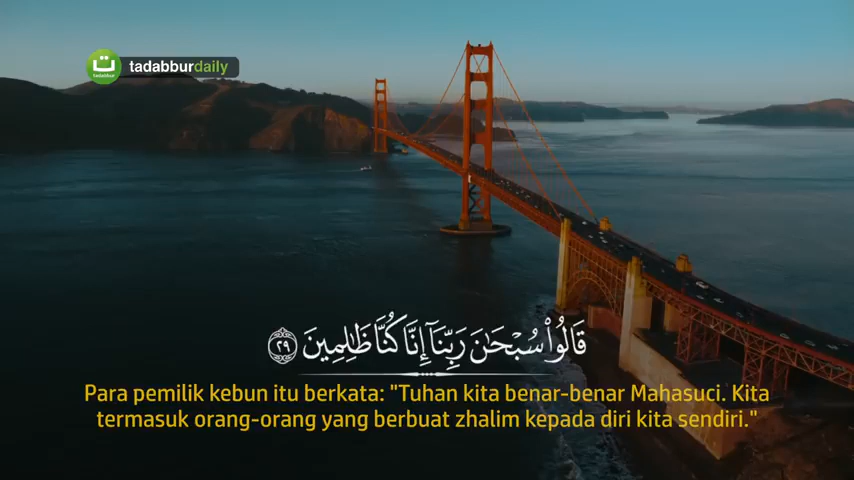 ت tadabburdaily
tadabbur
قَالُوا۟ سُبْحَـٰنَ رَبِّنَآ إِنَّا كُنَّا ظَـٰلِمِينَ ٢٩
Para pemilik kebun itu berkata: "Tuhan kita benar-benar Mahasuci. Kita
termasuk orang-orang yang berbuat zhalim kepada diri kita sendiri."